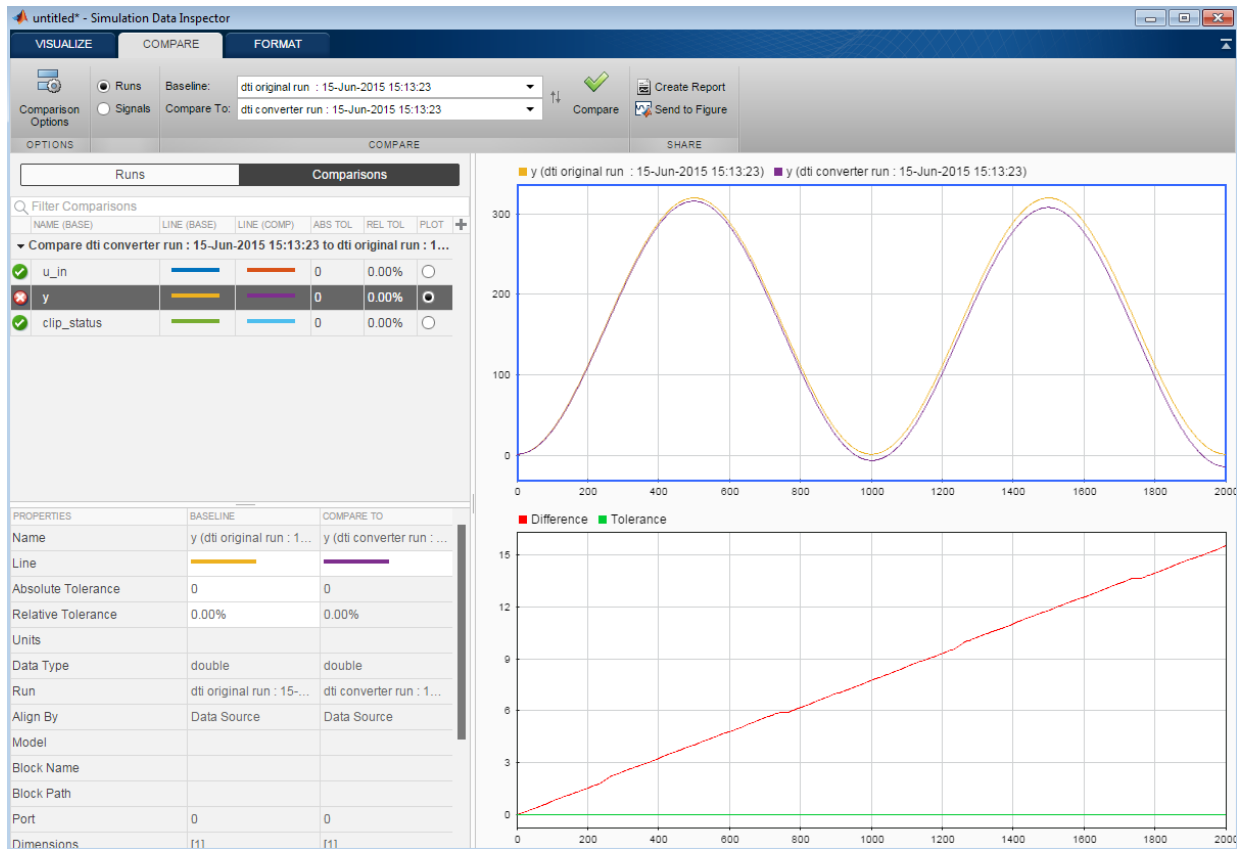 untitled* - Simulation Data Inspector
VISUALIZE COMPARE FORMAT
Comparison Options
Runs
Signals
Baseline: dti original run : 15-Jun-2015 15:13:23
Compare To: dti converter run : 15-Jun-2015 15:13:23
Compare
Create Report
Send to Figure
OPTIONS COMPARE SHARE
Runs Comparisons
Filter Comparisons
NAME (BASE) LINE (BASE) LINE (COMP) ABS TOL REL TOL PLOT
Compare dti converter run : 15-Jun-2015 15:13:23 to dti original run : 1...
u_in 0 0.00%
y 0 0.00%
clip_status 0 0.00%
PROPERTIES BASELINE COMPARE TO
Name y (dti original run : 1... y (dti converter run : ...
Line
Absolute Tolerance 0 0
Relative Tolerance 0.00% 0.00%
Units
Data Type double double
Run dti original run : 15-... dti converter run : 1...
Align By Data Source Data Source
Model
Block Name
Block Path
Port 0 0
Dimensions [1] [1]
y (dti original run : 15-Jun-2015 15:13:23) y (dti converter run : 15-Jun-2015 15:13:23)
300
200
100
0
0 200 400 600 800 1000 1200 1400 1600 1800 2000
Difference Tolerance
15
12
9
6
3
0
0 200 400 600 800 1000 1200 1400 1600 1800 2000